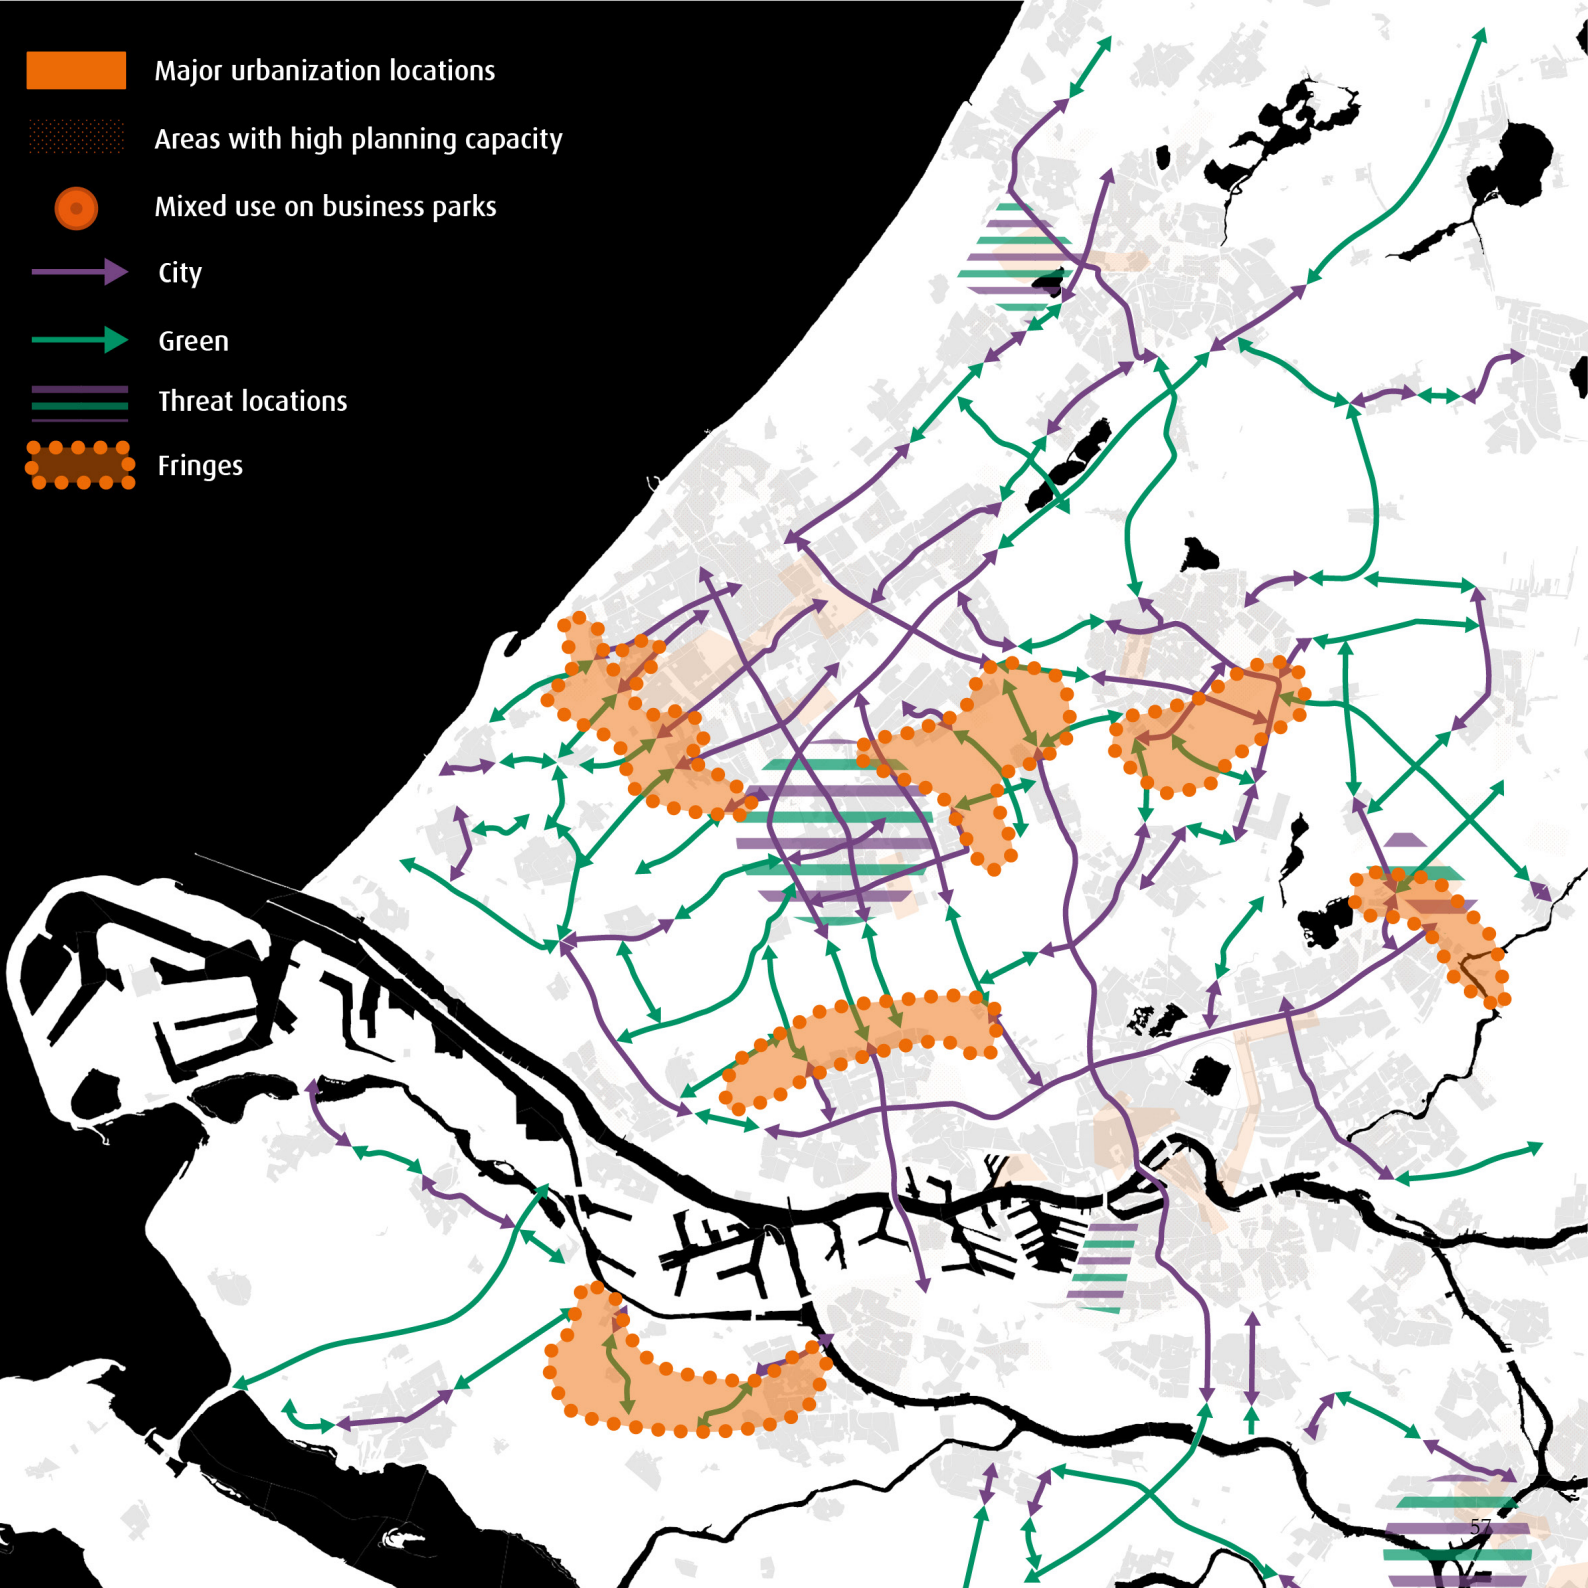 Major urbanization locations
Areas with high planning capacity
Mixed use on business parks
City
Green
Threat locations
Fringes
57